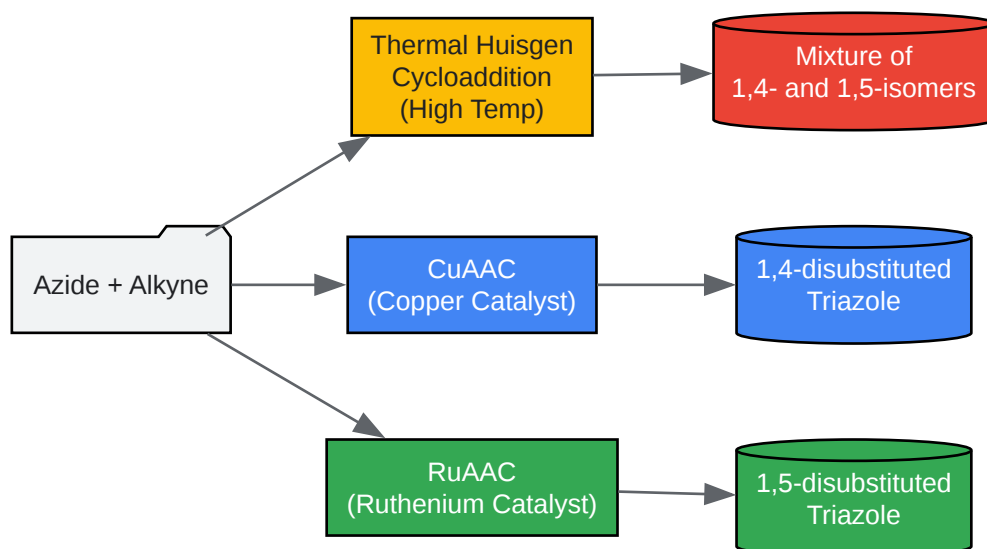 Thermal Huisgen
Cycloaddition
(High Temp)
Mixture of
1,4- and 1,5-isomers
Azide + Alkyne
CuAAC
(Copper Catalyst)
1,4-disubstituted
Triazole
RuAAC
(Ruthenium Catalyst)
1,5-disubstituted
Triazole